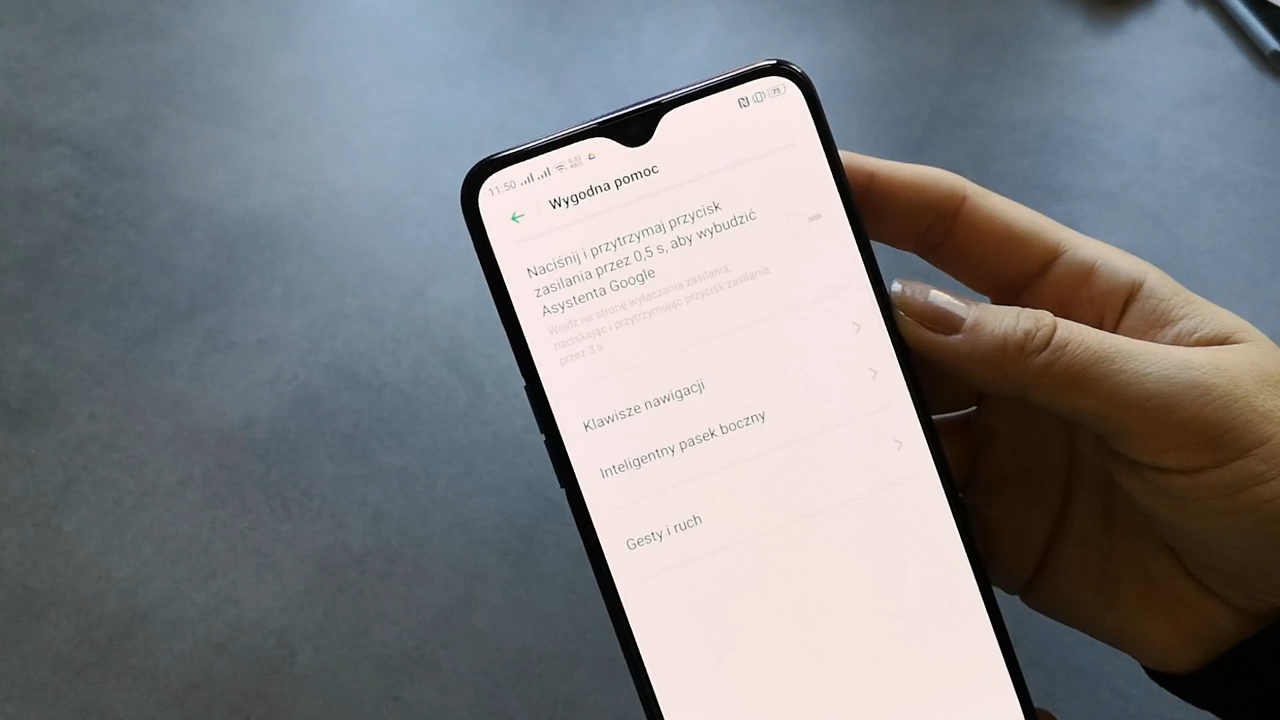 11:50
75
Wygodna pomoc
Naciśnij i przytrzymaj przycisk
zasilania przez 0,5 s, aby wybudzić
Asystenta Google
Wejdź na stronę wyłączania zasilania,
naciskając i przytrzymując przycisk zasilania
przez 3 s
Klawisze nawigacji
Inteligentny pasek boczny
Gesty i ruch